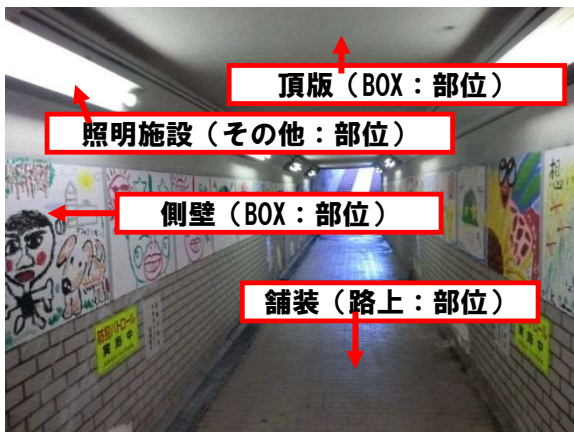 頂版（BOX：部位）
照明施設（その他：部位）
側壁（BOX：部位）
舗装（路上：部位）
防犯パトロール
実施中